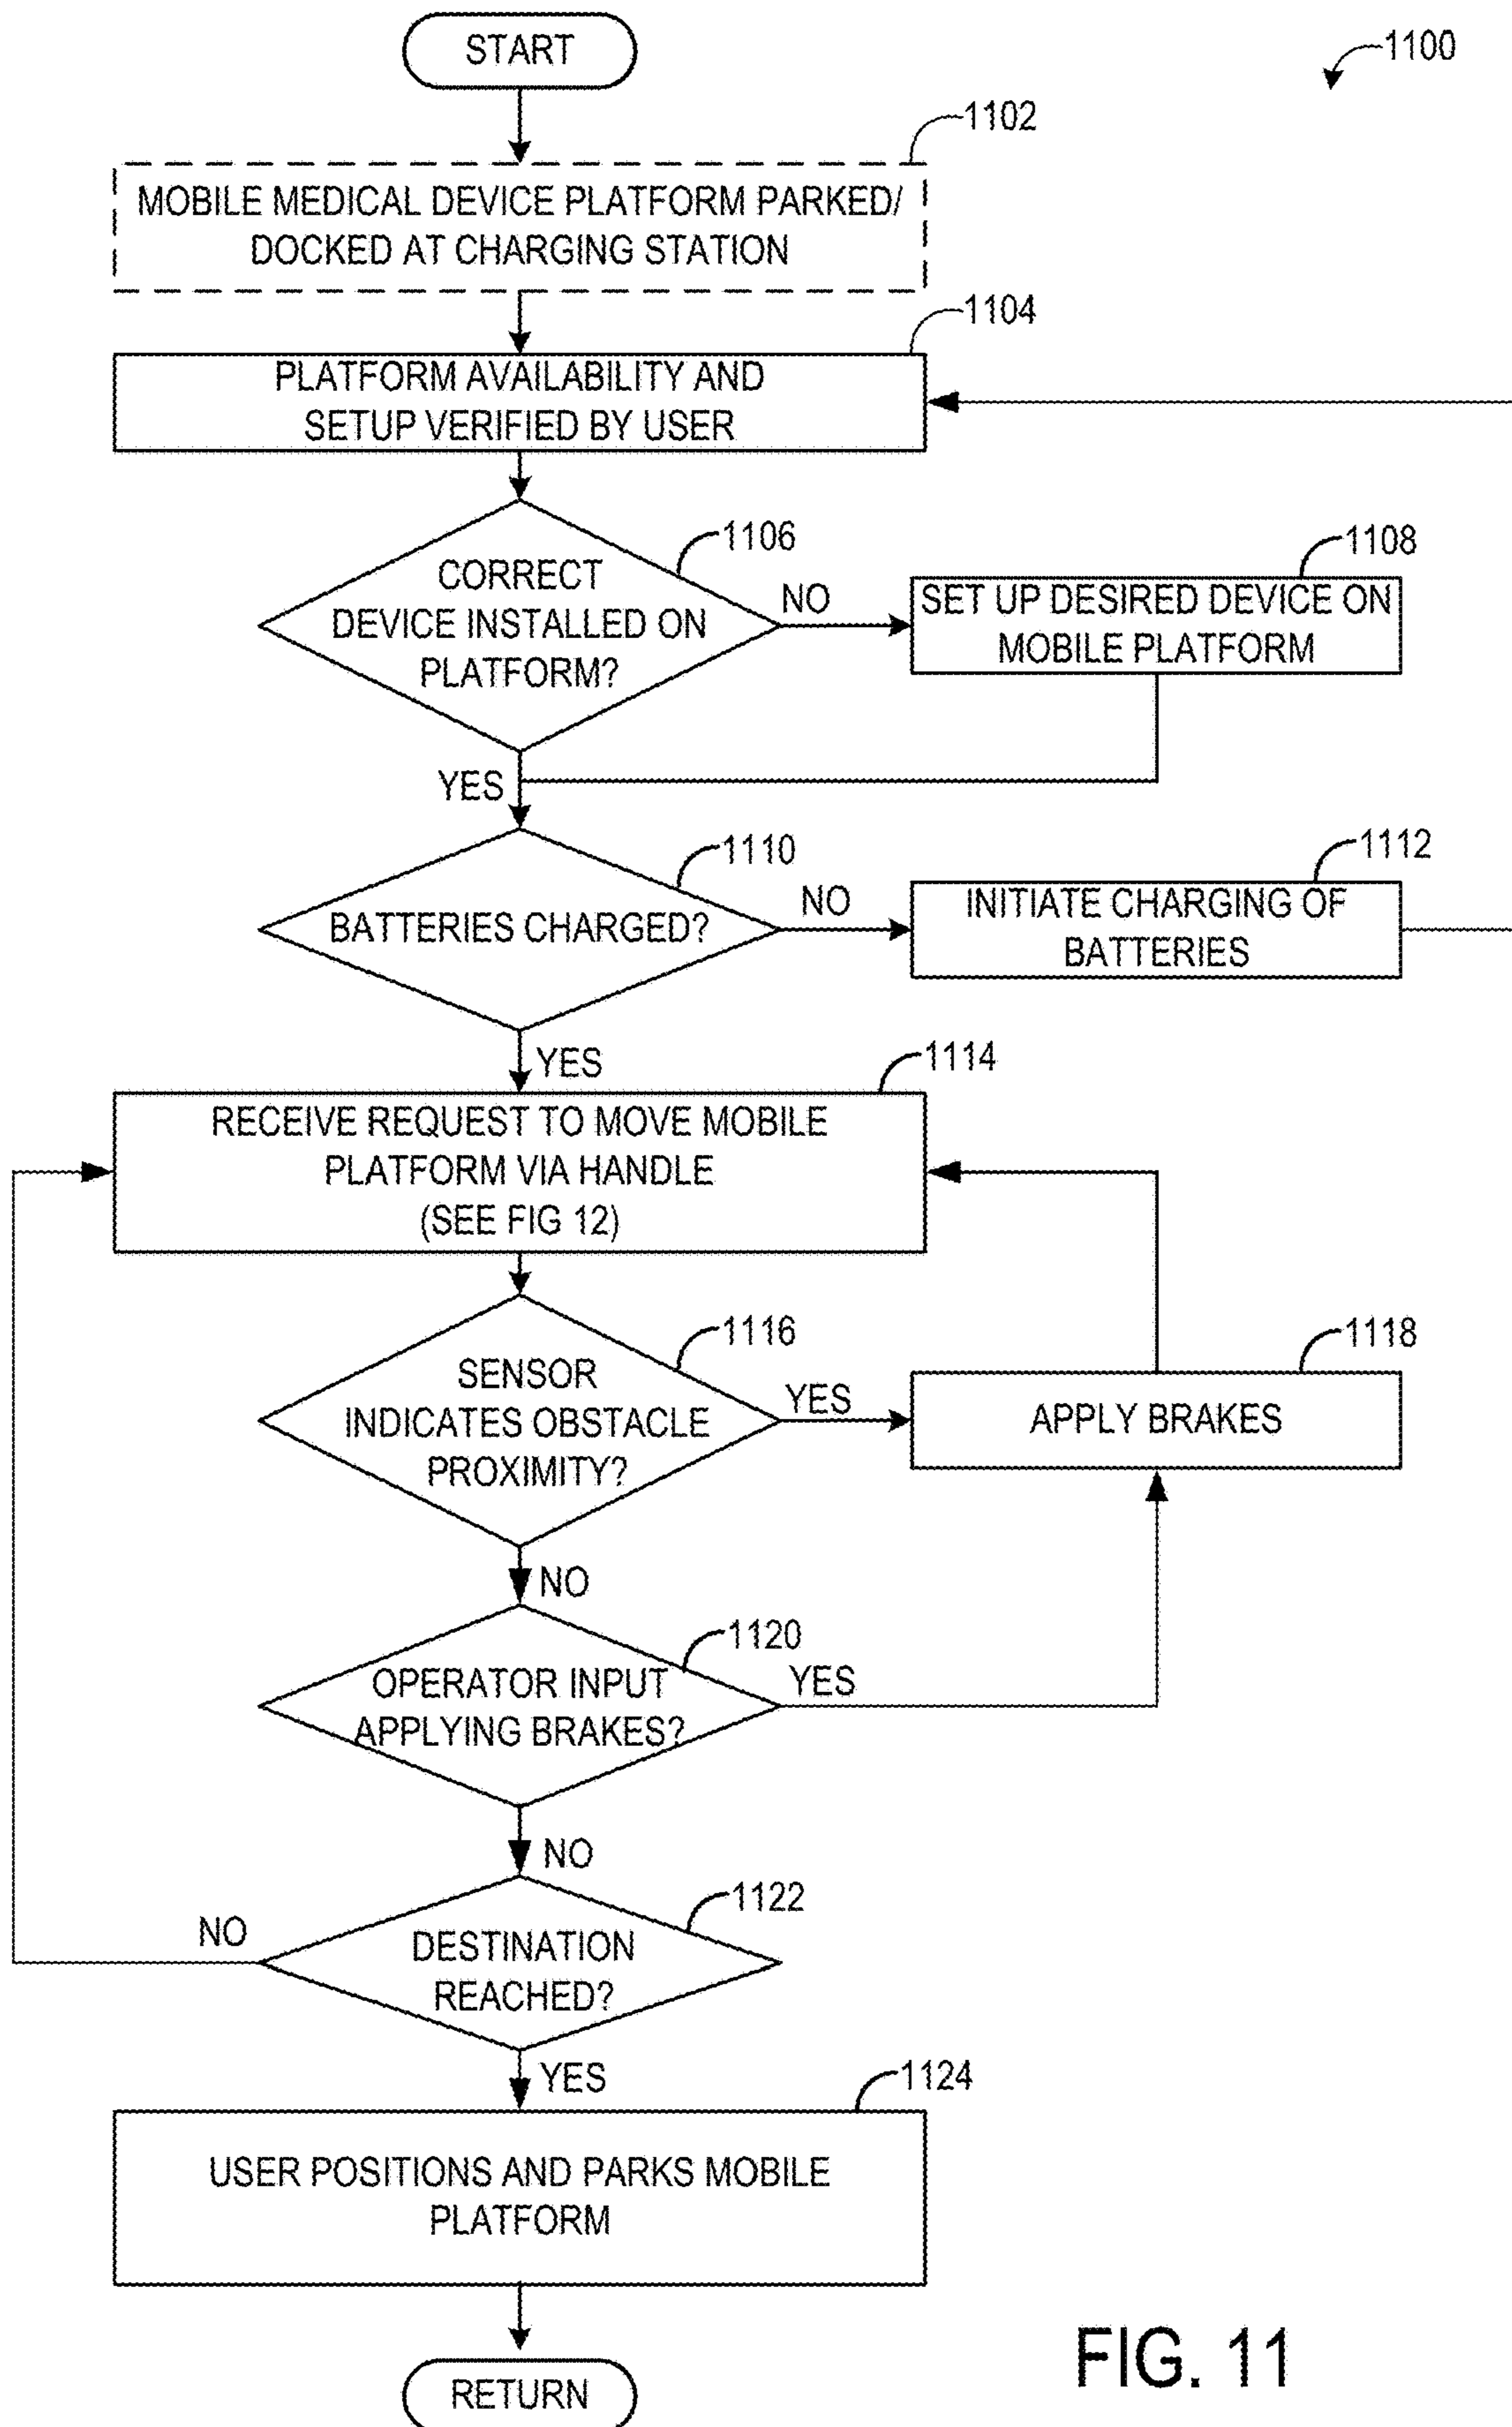 START
1100
1102
MOBILE MEDICAL DEVICE PLATFORM PARKED/
DOCKED AT CHARGING STATION
1104
PLATFORM AVAILABILITY AND
SETUP VERIFIED BY USER
1106
CORRECT
DEVICE INSTALLED ON
PLATFORM?
NO
1108
SET UP DESIRED DEVICE ON
MOBILE PLATFORM
YES
1110
BATTERIES CHARGED?
NO
1112
INITIATE CHARGING OF
BATTERIES
YES
1114
RECEIVE REQUEST TO MOVE MOBILE
PLATFORM VIA HANDLE
(SEE FIG 12)
1116
SENSOR
INDICATES OBSTACLE
PROXIMITY?
YES
1118
APPLY BRAKES
NO
1120
OPERATOR INPUT
APPLYING BRAKES?
YES
NO
1122
DESTINATION
REACHED?
NO
YES
1124
USER POSITIONS AND PARKS MOBILE
PLATFORM
RETURN
FIG. 11